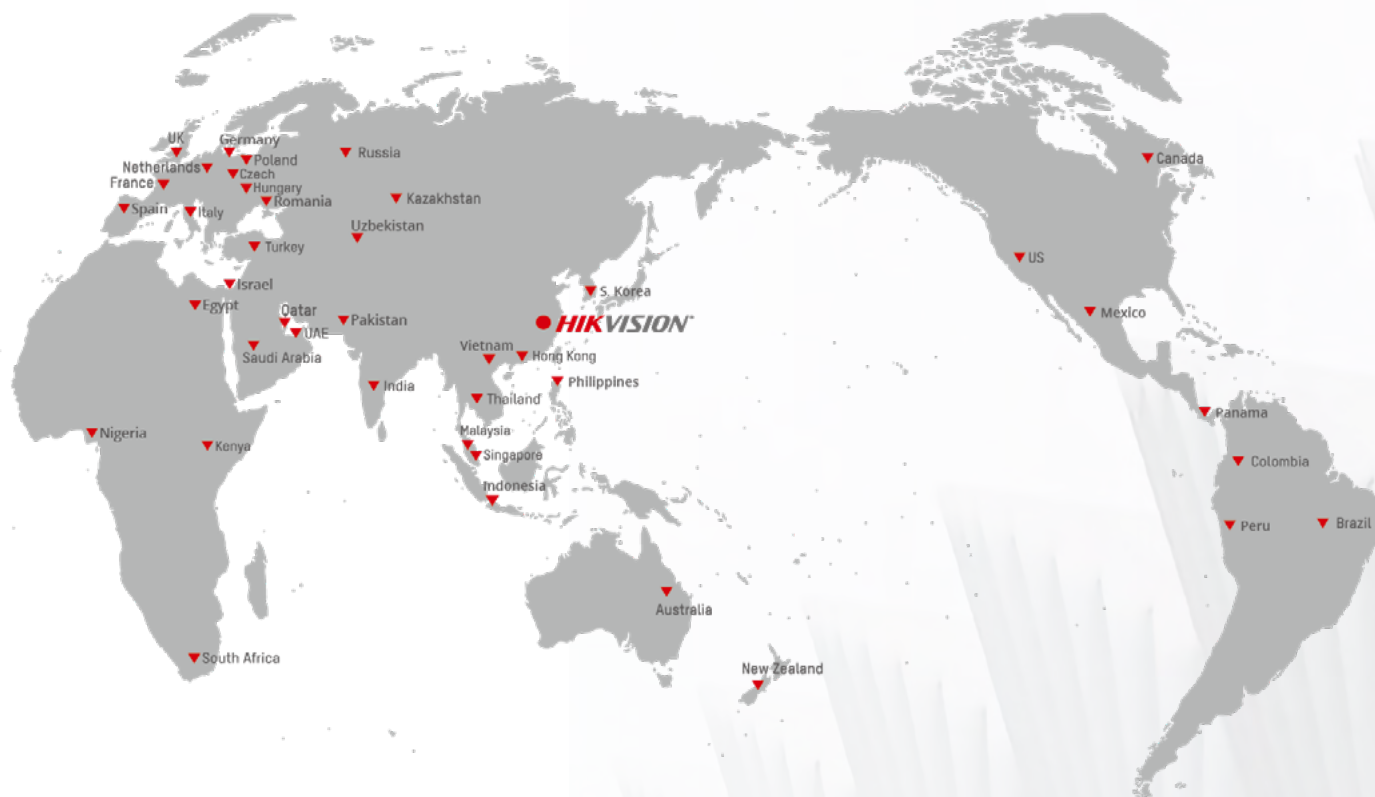 UK
Germany
Netherlands
Poland
Czech
France
Hungary
Romania
Spain
Italy
Turkey
Russia
Kazakhstan
Uzbekistan
Israel
Egypt
Qatar
UAE
Saudi Arabia
Pakistan
India
S. Korea
HIKVISION
Vietnam
Hong Kong
Philippines
Thailand
Malaysia
Singapore
Indonesia
Nigeria
Kenya
South Africa
Australia
New Zealand
Canada
US
Mexico
Panama
Colombia
Peru
Brazil